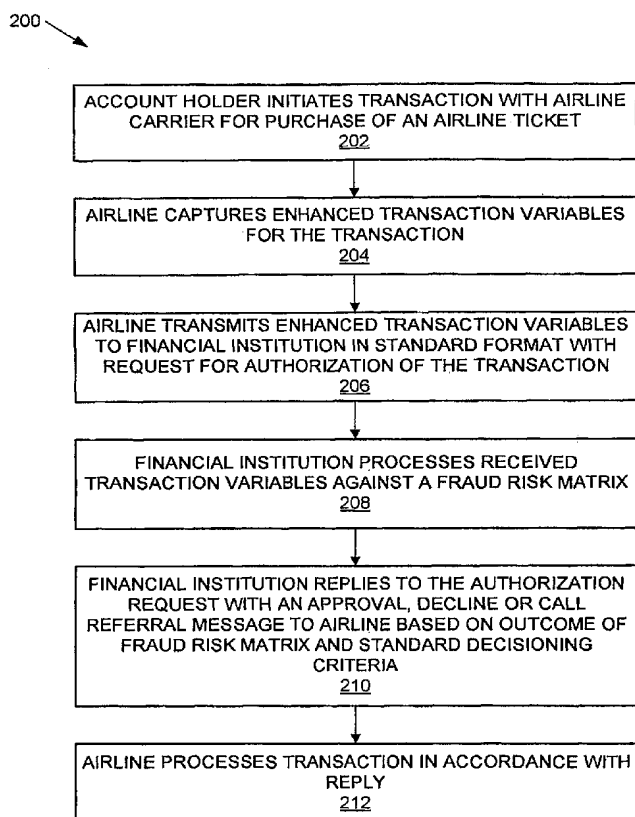 200
ACCOUNT HOLDER INITIATES TRANSACTION WITH AIRLINE
CARRIER FOR PURCHASE OF AN AIRLINE TICKET
202
AIRLINE CAPTURES ENHANCED TRANSACTION VARIABLES
FOR THE TRANSACTION
204
AIRLINE TRANSMITS ENHANCED TRANSACTION VARIABLES
TO FINANCIAL INSTITUTION IN STANDARD FORMAT WITH
REQUEST FOR AUTHORIZATION OF THE TRANSACTION
206
FINANCIAL INSTITUTION PROCESSES RECEIVED
TRANSACTION VARIABLES AGAINST A FRAUD RISK MATRIX
208
FINANCIAL INSTITUTION REPLIES TO THE AUTHORIZATION
REQUEST WITH AN APPROVAL, DECLINE OR CALL
REFERRAL MESSAGE TO AIRLINE BASED ON OUTCOME OF
FRAUD RISK MATRIX AND STANDARD DECISIONING
CRITERIA
210
AIRLINE PROCESSES TRANSACTION IN ACCORDANCE WITH
REPLY
212